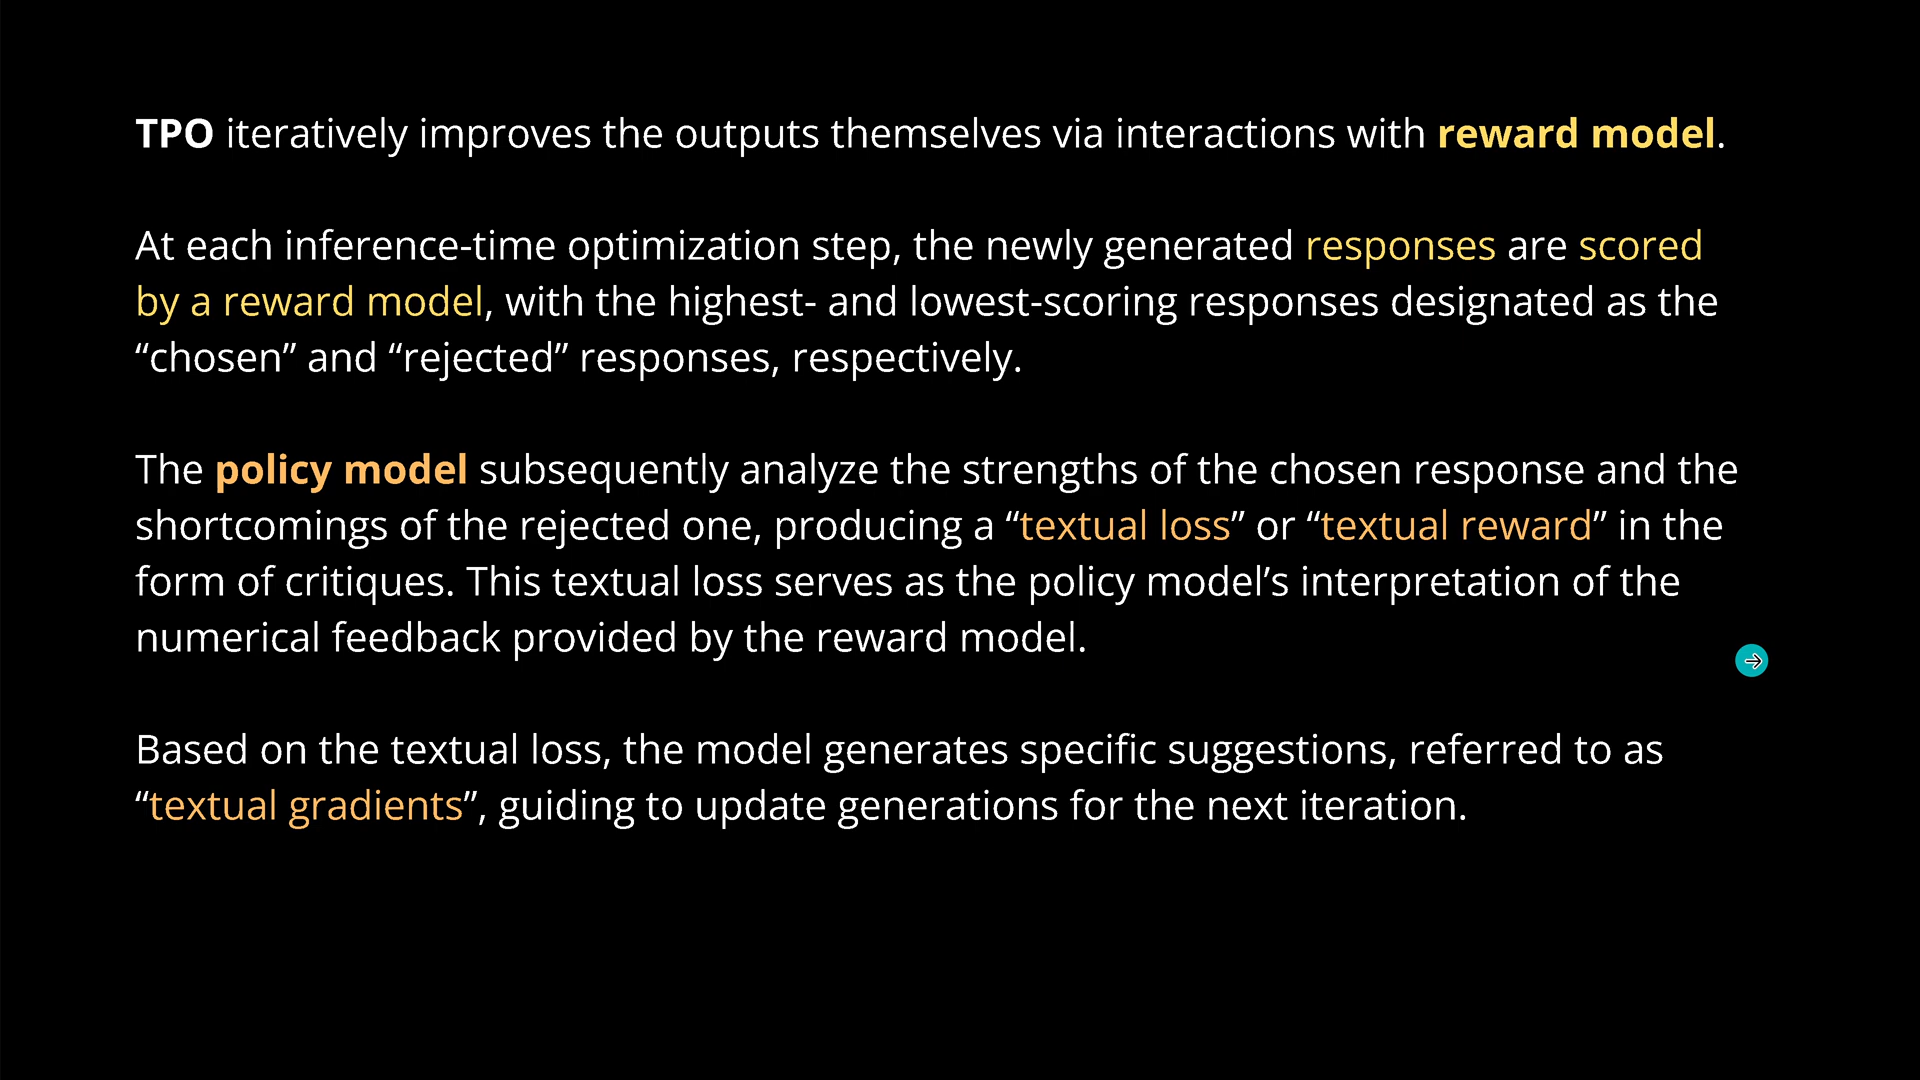 TPO iteratively improves the outputs themselves via interactions with reward model.
At each inference-time optimization step, the newly generated responses are scored
by a reward model, with the highest- and lowest-scoring responses designated as the
“chosen” and “rejected” responses, respectively.
The policy model subsequently analyze the strengths of the chosen response and the
shortcomings of the rejected one, producing a “textual loss” or “textual reward” in the
form of critiques. This textual loss serves as the policy model’s interpretation of the
numerical feedback provided by the reward model.
Based on the textual loss, the model generates specific suggestions, referred to as
“textual gradients”, guiding to update generations for the next iteration.